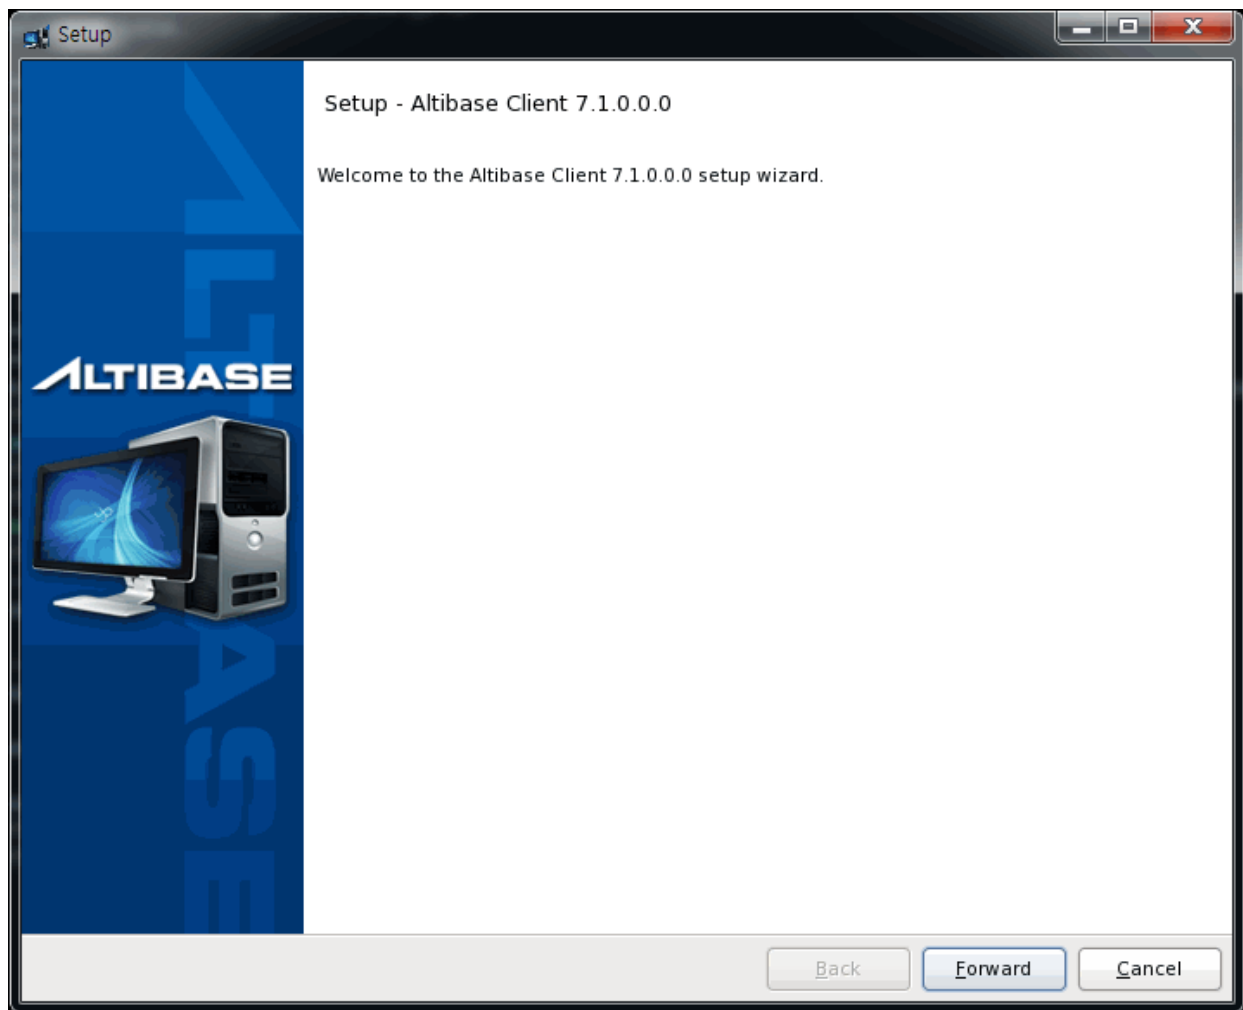 Setup
Setup - Altibase Client 7.1.0.0.0
Welcome to the Altibase Client 7.1.0.0.0 setup wizard.
ALTIBASE
ALTIBASE
Back
Forward
Cancel